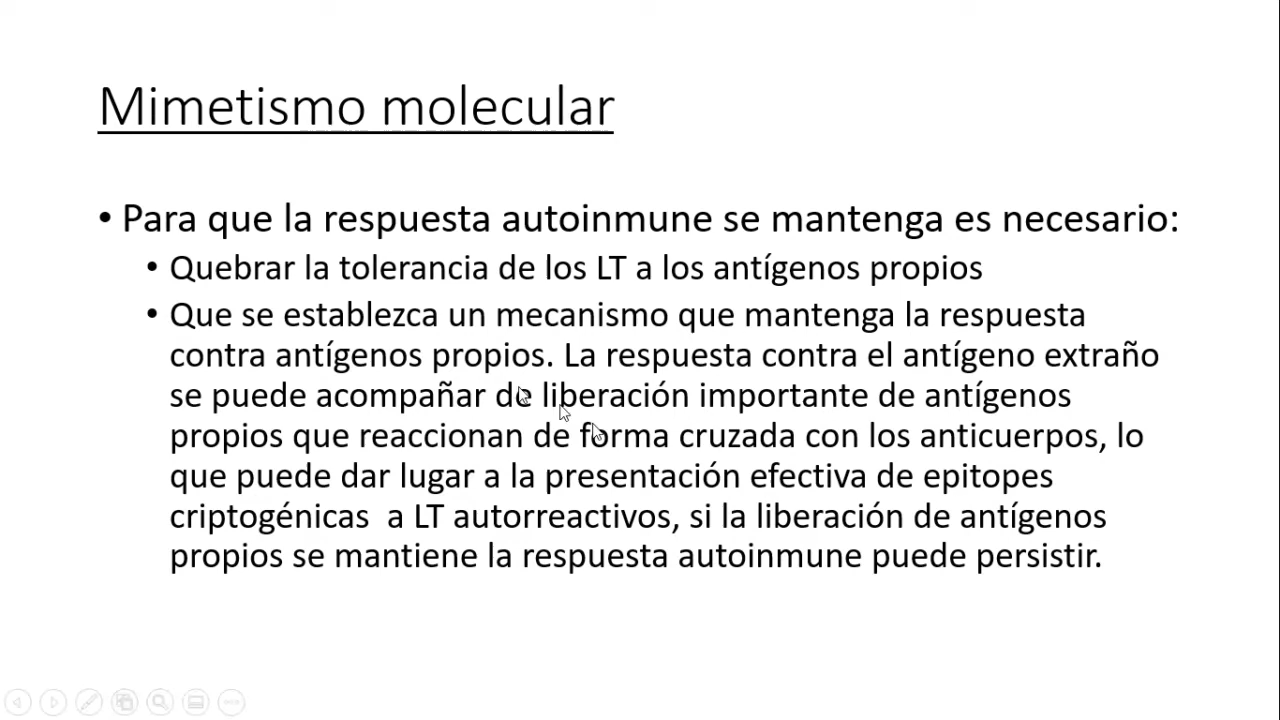 Mimetismo molecular
• Para que la respuesta autoinmune se mantenga es necesario:
• Quebrar la tolerancia de los LT a los antígenos propios
• Que se establezca un mecanismo que mantenga la respuesta
contra antígenos propios. La respuesta contra el antígeno extraño
se puede acompañar de liberación importante de antígenos
propios que reaccionan de forma cruzada con los anticuerpos, lo
que puede dar lugar a la presentación efectiva de epitopes
criptogénicas  a LT autorreactivos, si la liberación de antígenos
propios se mantiene la respuesta autoinmune puede persistir.